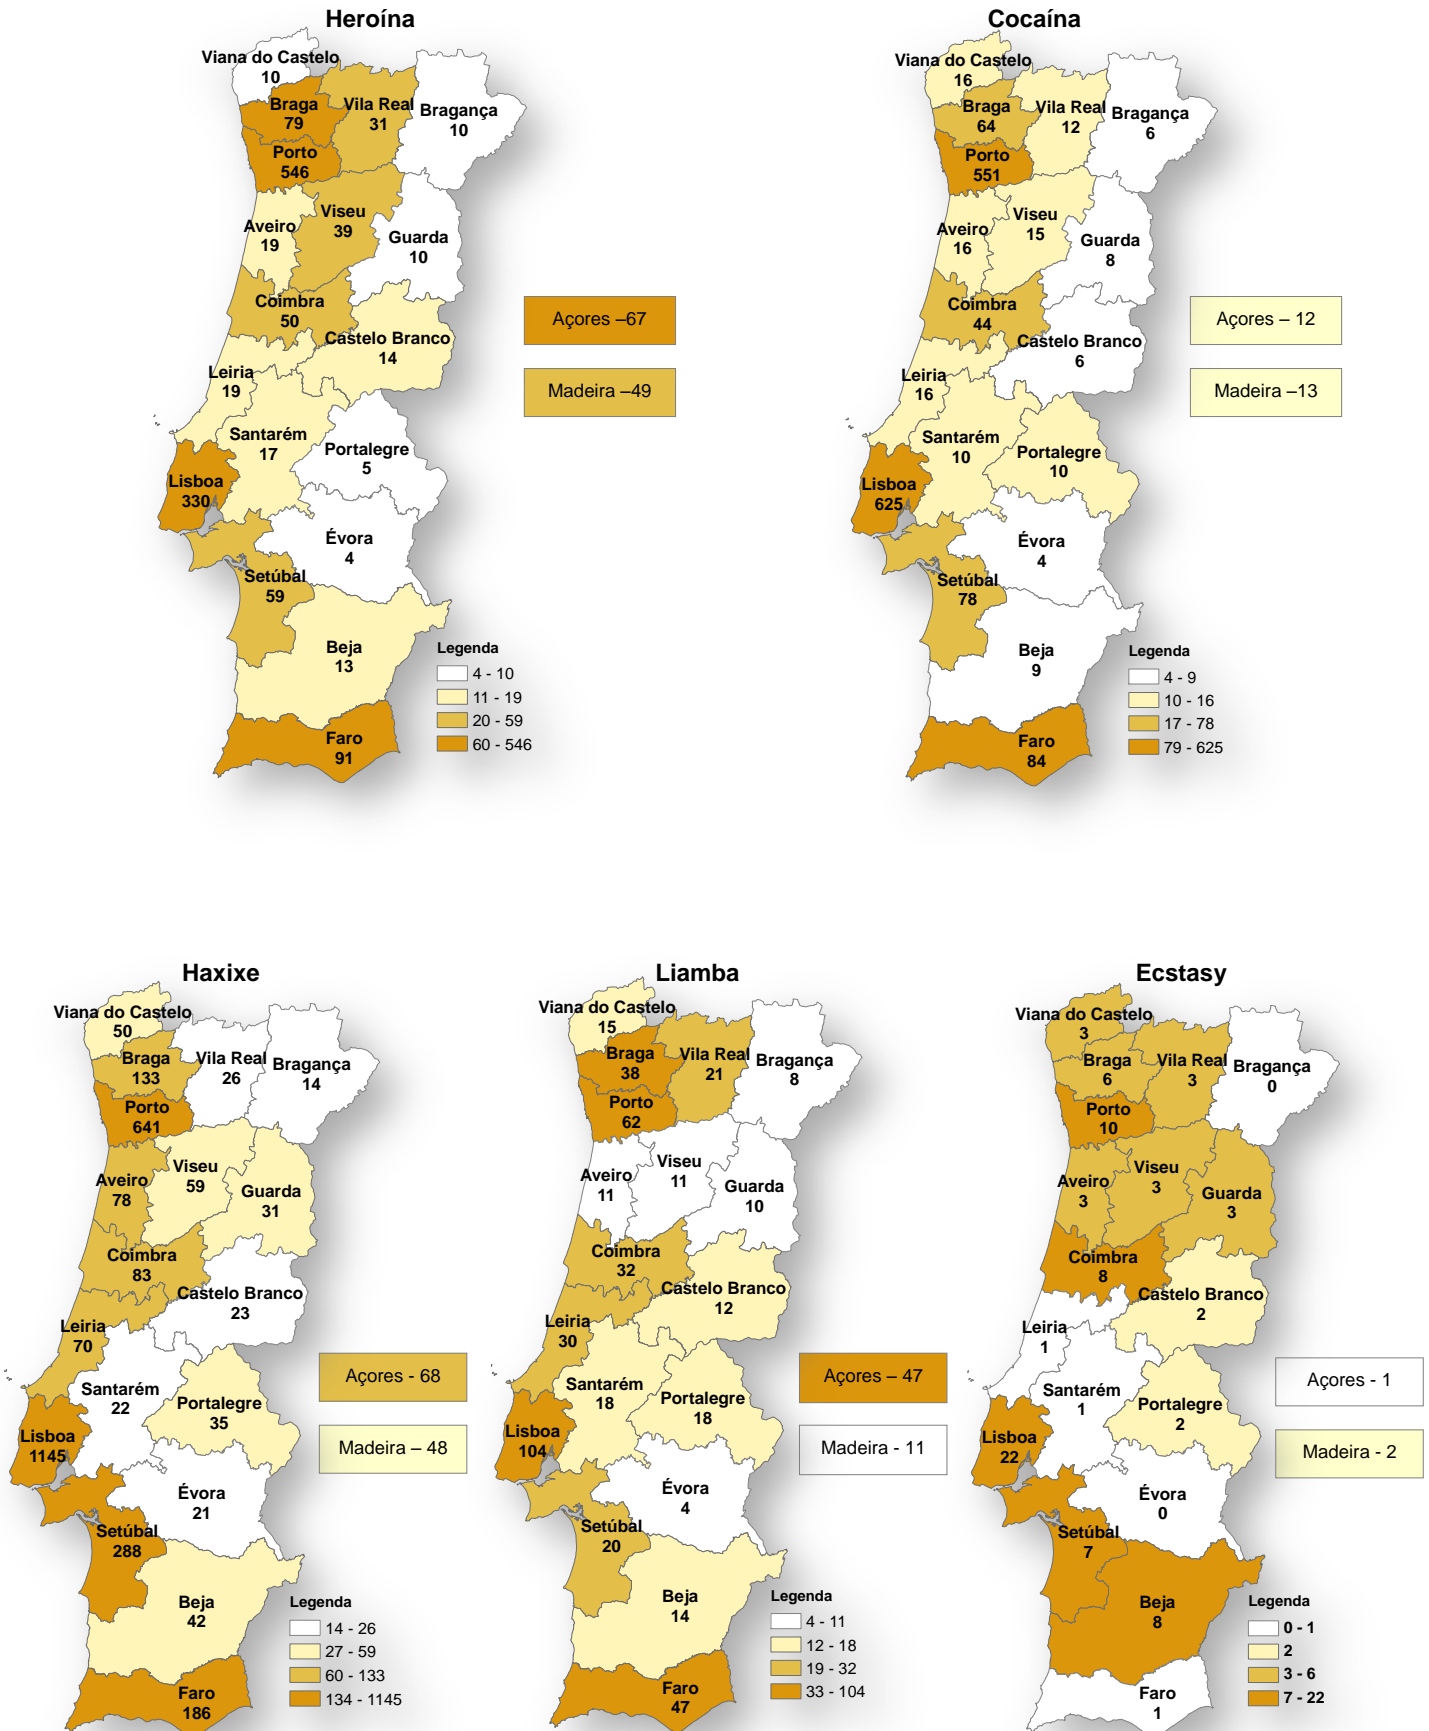 Heroína
Viana do Castelo
10
Braga
79
Vila Real
31
Bragança
10
Porto
546
Aveiro
19
Viseu
39
Guarda
10
Coimbra
50
Castelo Branco
14
Leiria
19
Santarém
17
Portalegre
5
Lisboa
330
Évora
4
Setúbal
59
Beja
13
Faro
91
Açores –67
Madeira –49
Legenda
4 - 10
11 - 19
20 - 59
60 - 546
Cocaína
Viana do Castelo
16
Braga
64
Vila Real
12
Bragança
6
Porto
551
Aveiro
16
Viseu
15
Guarda
8
Coimbra
44
Castelo Branco
6
Leiria
16
Santarém
10
Portalegre
10
Lisboa
625
Évora
4
Setúbal
78
Beja
9
Faro
84
Açores – 12
Madeira –13
Legenda
4 - 9
10 - 16
17 - 78
79 - 625
Haxixe
Viana do Castelo
50
Braga
133
Vila Real
26
Bragança
14
Porto
641
Aveiro
78
Viseu
59
Guarda
31
Coimbra
83
Castelo Branco
23
Leiria
70
Santarém
22
Portalegre
35
Lisboa
1145
Évora
21
Setúbal
288
Beja
42
Faro
186
Açores - 68
Madeira – 48
Legenda
14 - 26
27 - 59
60 - 133
134 - 1145
Liamba
Viana do Castelo
15
Braga
38
Vila Real
21
Bragança
8
Porto
62
Aveiro
11
Viseu
11
Guarda
10
Coimbra
32
Castelo Branco
12
Leiria
30
Santarém
18
Portalegre
18
Lisboa
104
Évora
4
Setúbal
20
Beja
14
Faro
47
Açores – 47
Madeira - 11
Legenda
4 - 11
12 - 18
19 - 32
33 - 104
Ecstasy
Viana do Castelo
3
Braga
6
Vila Real
3
Bragança
0
Porto
10
Aveiro
3
Viseu
3
Guarda
3
Coimbra
8
Castelo Branco
2
Leiria
1
Santarém
1
Portalegre
2
Lisboa
22
Évora
0
Setúbal
7
Beja
8
Faro
1
Açores - 1
Madeira - 2
Legenda
0 - 1
2
3 - 6
7 - 22